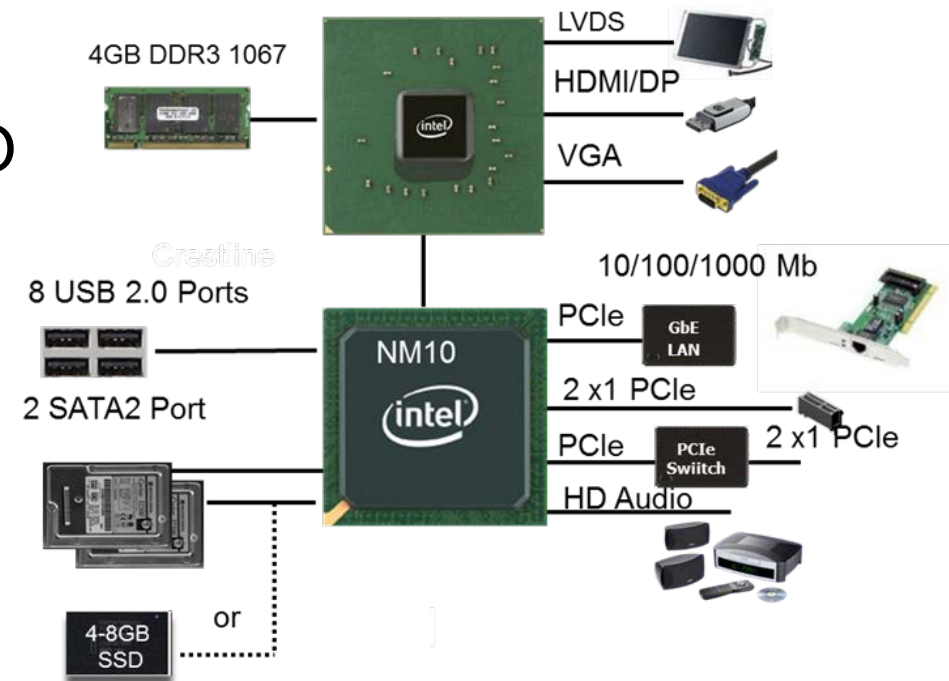 LVDS
4GB DDR3 1067
HDMI/DP
intel
VGA
Crestline
10/100/1000 Mb
8 USB 2.0 Ports
PCIe
GbE
LAN
NM10
2 x1 PCIe
2 SATA2 Port
intel
2 x1 PCIe
PCIe
PCIe
Swiitch
HD Audio
or
4-8GB
SSD